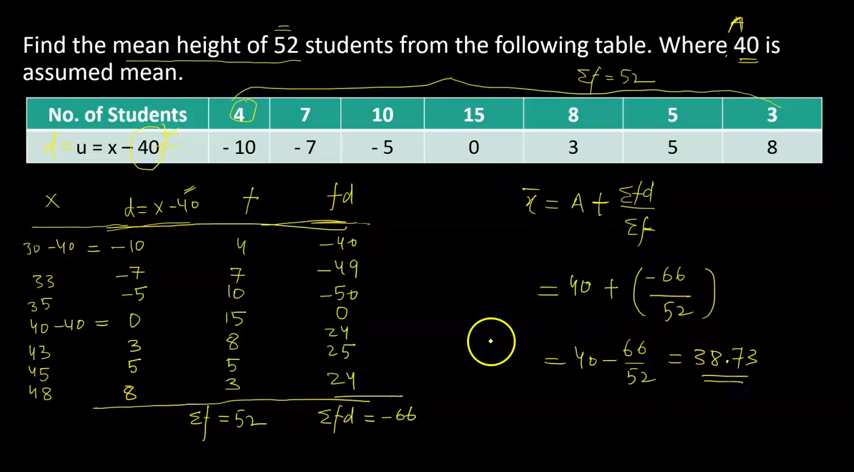 A
Find the mean height of 52 students from the following table. Where 40 is
assumed mean.
Σf = 52
No. of Students 4 7 10 15 8 5 3
d = u = x – 40 - 10 - 7 - 5 0 3 5 8
x d = x - 40 f fd
30 - 40 = -10 4 -40
33 -7 7 -49
35 -5 10 -50
40 - 40 = 0 15 0
43 3 8 24
45 5 5 25
48 8 3 24
Σf = 52 Σfd = -66
x̄ = A + Σfd / Σf
= 40 + (-66 / 52)
= 40 - 66 / 52 = 38.73